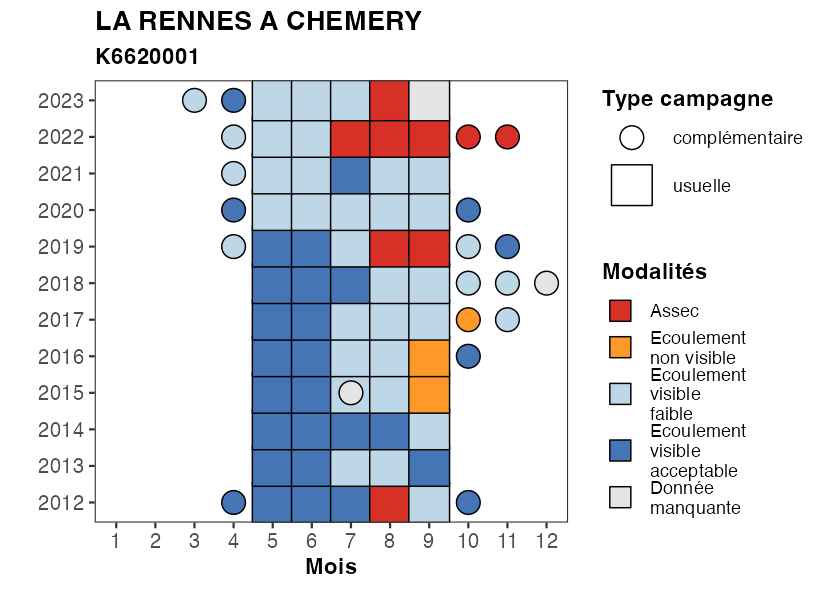 LA RENNES A CHEMERY
K6620001
2023
2022
2021
2020
2019
2018
2017
2016
2015
2014
2013
2012
1 2 3 4 5 6 7 8 9 10 11 12
Mois
Type campagne
complémentaire
usuelle
Modalités
Assec
Ecoulement
non visible
Ecoulement
visible
faible
Ecoulement
visible
acceptable
Donnée
manquante